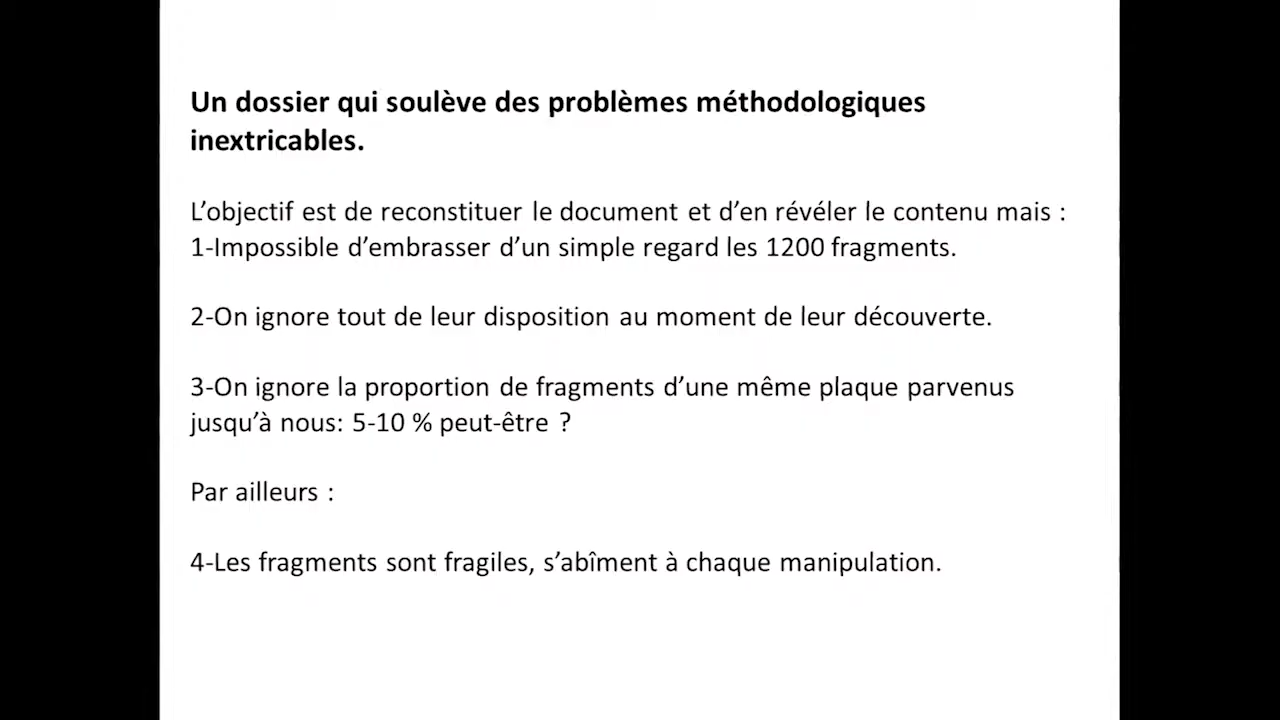 Un dossier qui soulève des problèmes méthodologiques
inextricables.
L’objectif est de reconstituer le document et d’en révéler le contenu mais :
1-Impossible d’embrasser d’un simple regard les 1200 fragments.
2-On ignore tout de leur disposition au moment de leur découverte.
3-On ignore la proportion de fragments d’une même plaque parvenus
jusqu’à nous: 5-10 % peut-être ?
Par ailleurs :
4-Les fragments sont fragiles, s’abîment à chaque manipulation.